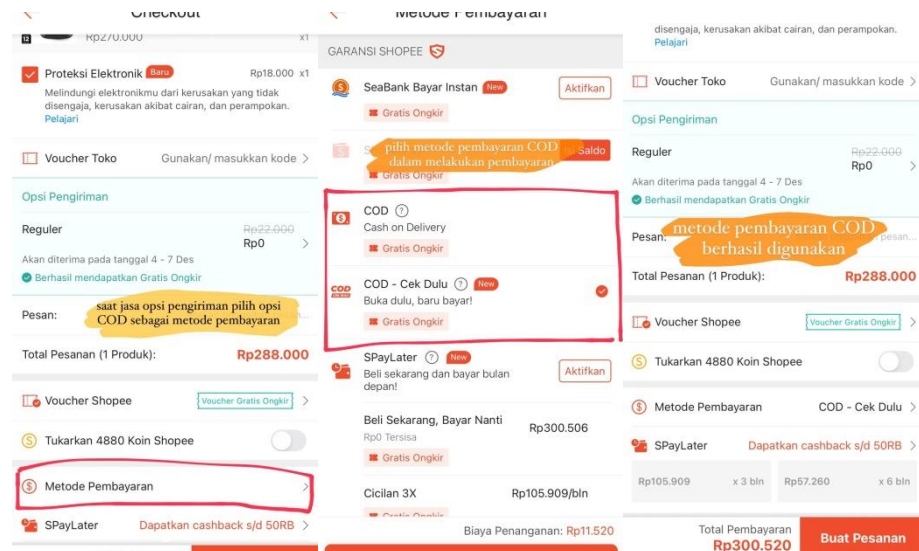 Checkout
12
Rp270.000 x1
Proteksi Elektronik Baru Rp18.000 x1
Melindungi elektronikmu dari kerusakan yang tidak
disengaja, kerusakan akibat cairan, dan perampokan.
Pelajari
Voucher Toko Gunakan/ masukkan kode >
Opsi Pengiriman
Reguler Rp22.000
Rp0 >
Akan diterima pada tanggal 4 - 7 Des
Berhasil mendapatkan Gratis Ongkir
saat jasa opsi pengiriman pilih opsi
COD sebagai metode pembayaran
Pesan:
Total Pesanan (1 Produk): Rp288.000
Voucher Shopee Voucher Gratis Ongkir >
Tukarkan 4880 Koin Shopee
Metode Pembayaran >
SPayLater Dapatkan cashback s/d 50RB >
Metode Pembayaran
GARANSI SHOPEE
SeaBank Bayar Instan New Aktifkan
Gratis Ongkir
pilih metode pembayaran COD
dalam melakukan pembayaran
Saldo
Gratis Ongkir
COD ?
Cash on Delivery
Gratis Ongkir
COD - Cek Dulu ? New
Buka dulu, baru bayar!
Gratis Ongkir
SPayLater ? New
Beli sekarang dan bayar bulan
depan!
Aktifkan
Beli Sekarang, Bayar Nanti Rp300.506
Rp0 Tersisa
Gratis Ongkir
Cicilan 3X Rp105.909/bln
Gratis Ongkir
Biaya Penanganan: Rp11.520
disengaja, kerusakan akibat cairan, dan perampokan.
Pelajari
Voucher Toko Gunakan/ masukkan kode >
Opsi Pengiriman
Reguler Rp22.000
Rp0 >
Akan diterima pada tanggal 4 - 7 Des
Berhasil mendapatkan Gratis Ongkir
metode pembayaran COD
berhasil digunakan
Pesan: pesan...
Total Pesanan (1 Produk): Rp288.000
Voucher Shopee Voucher Gratis Ongkir >
Tukarkan 4880 Koin Shopee
Metode Pembayaran COD - Cek Dulu >
SPayLater Dapatkan cashback s/d 50RB >
Rp105.909 x 3 bln Rp57.260 x 6 bln
Total Pembayaran
Rp300.520
Buat Pesanan